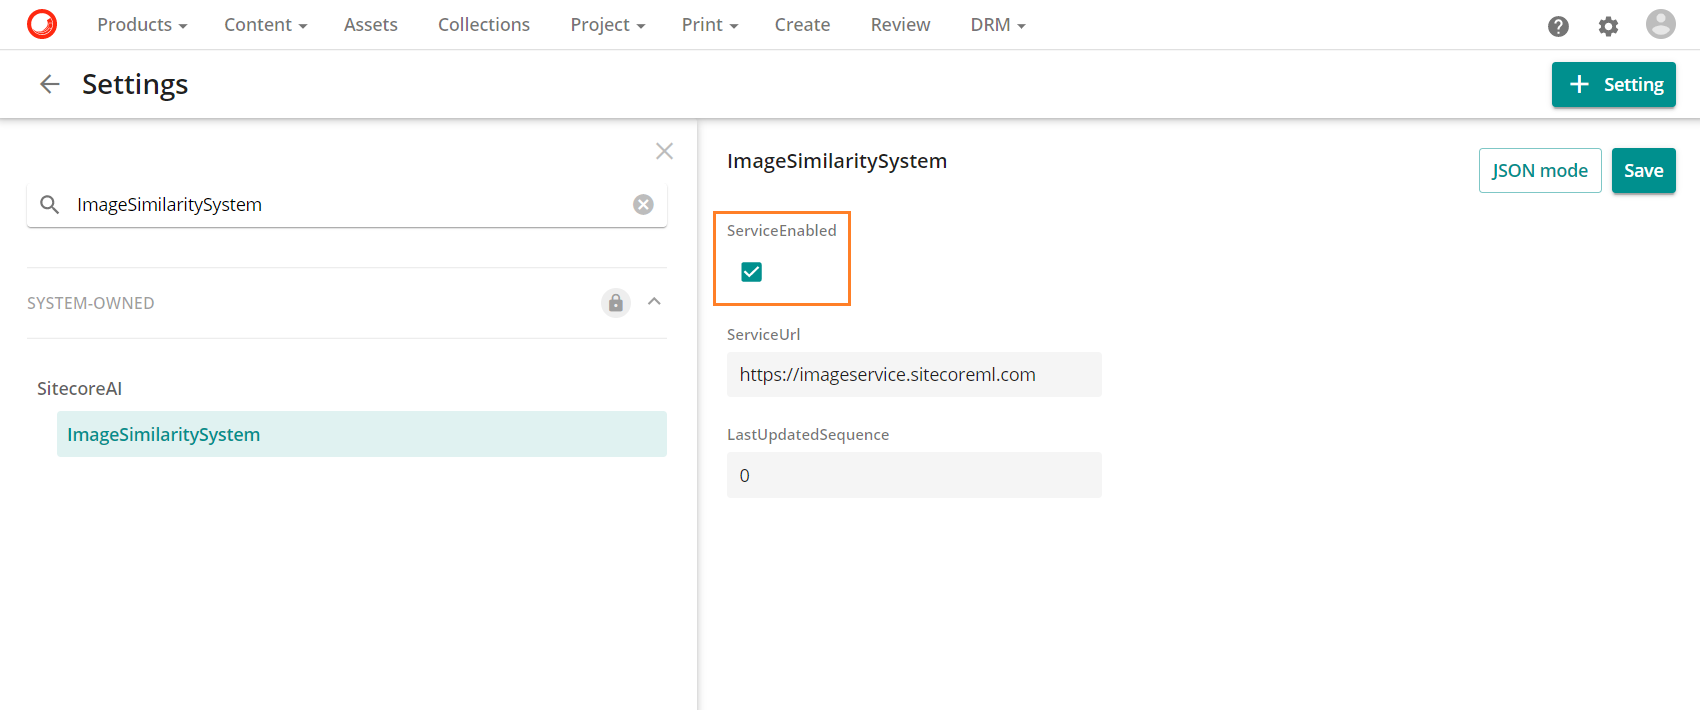 Products Content Assets Collections Project Print Create Review DRM
Settings
Setting
ImageSimilaritySystem
SYSTEM-OWNED
SitecoreAI
ImageSimilaritySystem
ImageSimilaritySystem
JSON mode
Save
ServiceEnabled
ServiceUrl
https://imageservice.sitecoreml.com
LastUpdatedSequence
0